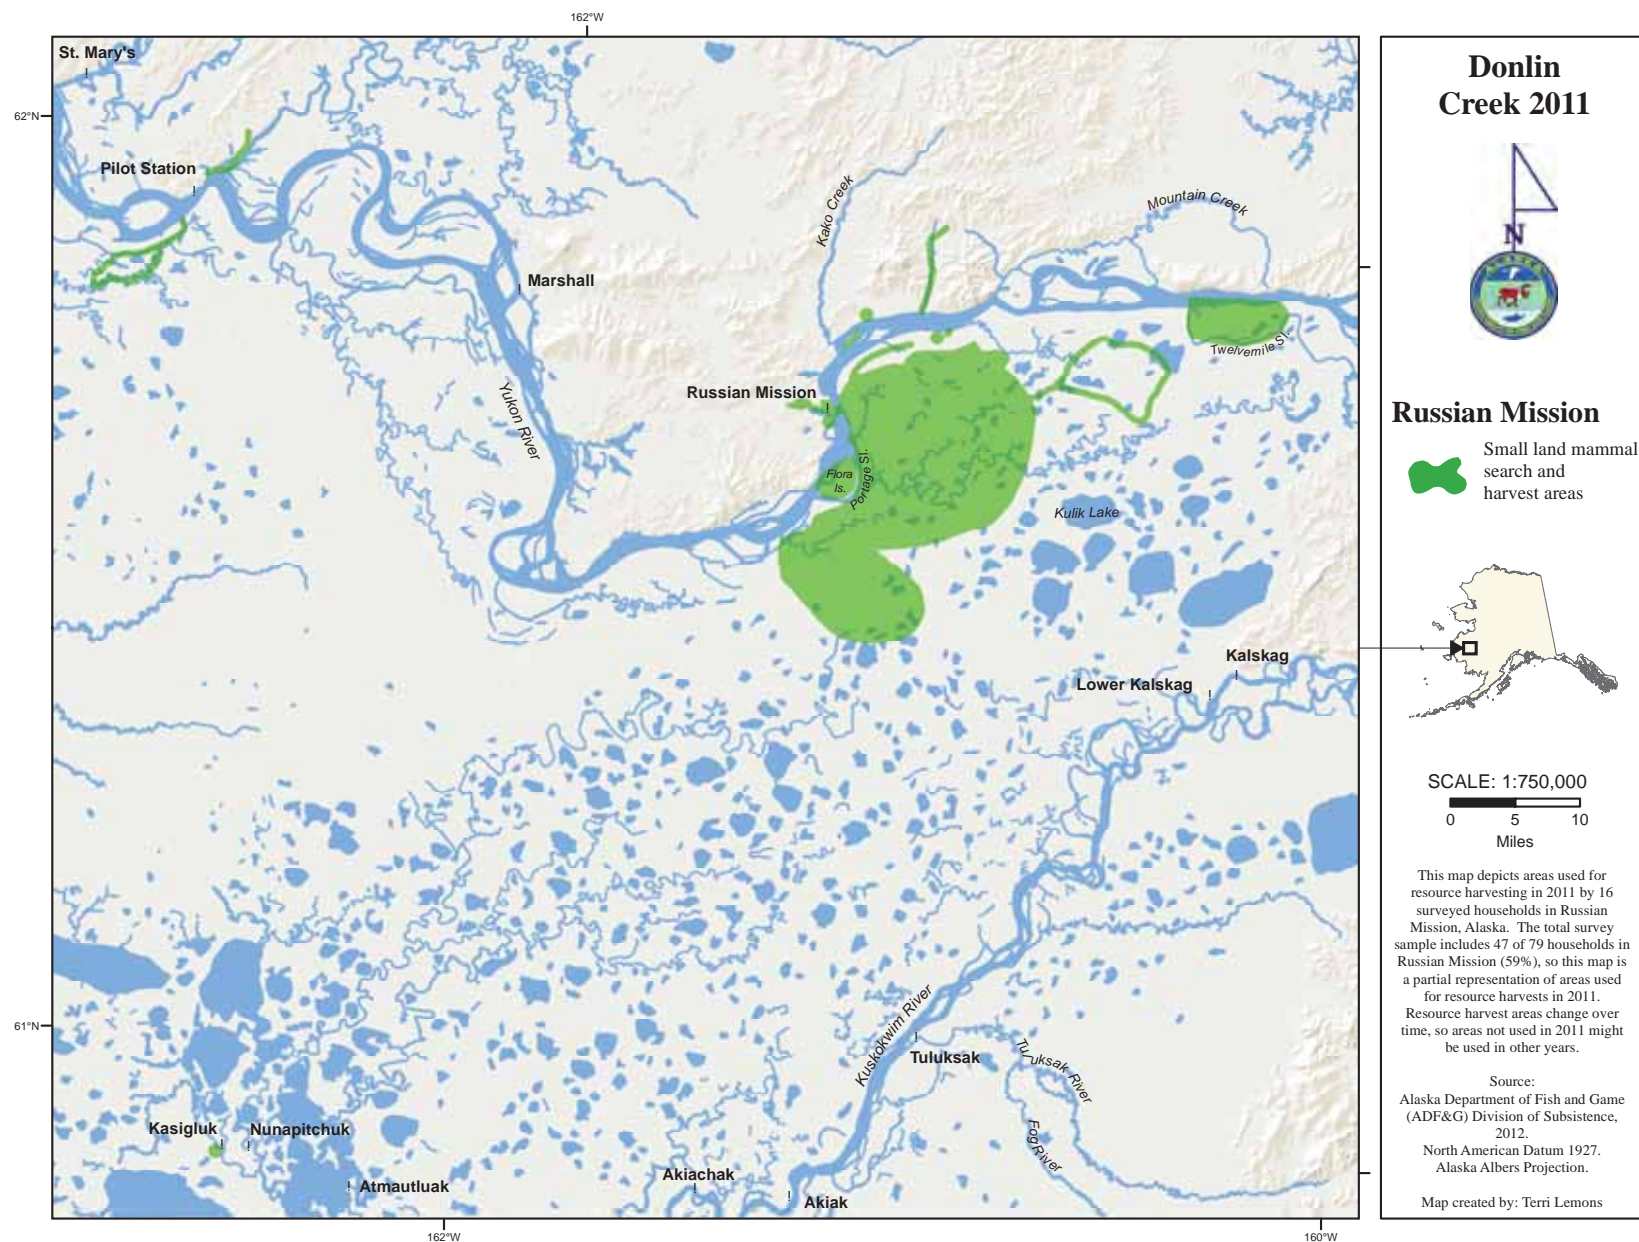 162°W
St. Mary's
62°N
Pilot Station
Kako Creek
Mountain Creek
Marshall
Twelvemile Sl.
Russian Mission
Yukon River
Flora
Is.
Portage Sl.
Kulik Lake
Kalskag
Lower Kalskag
61°N
Kuskokwim River
Tuluksak
Tuluksak River
Fog River
Kasigluk
Nunapitchuk
Atmautluak
Akiachak
Akiak
162°W
160°W
Donlin
Creek 2011
N
Russian Mission
Small land mammal
search and
harvest areas
SCALE: 1:750,000
0 5 10
Miles
This map depicts areas used for
resource harvesting in 2011 by 16
surveyed households in Russian
Mission, Alaska. The total survey
sample includes 47 of 79 households in
Russian Mission (59%), so this map is
a partial representation of areas used
for resource harvests in 2011.
Resource harvest areas change over
time, so areas not used in 2011 might
be used in other years.
Source:
Alaska Department of Fish and Game
(ADF&G) Division of Subsistence,
2012.
North American Datum 1927.
Alaska Albers Projection.
Map created by: Terri Lemons